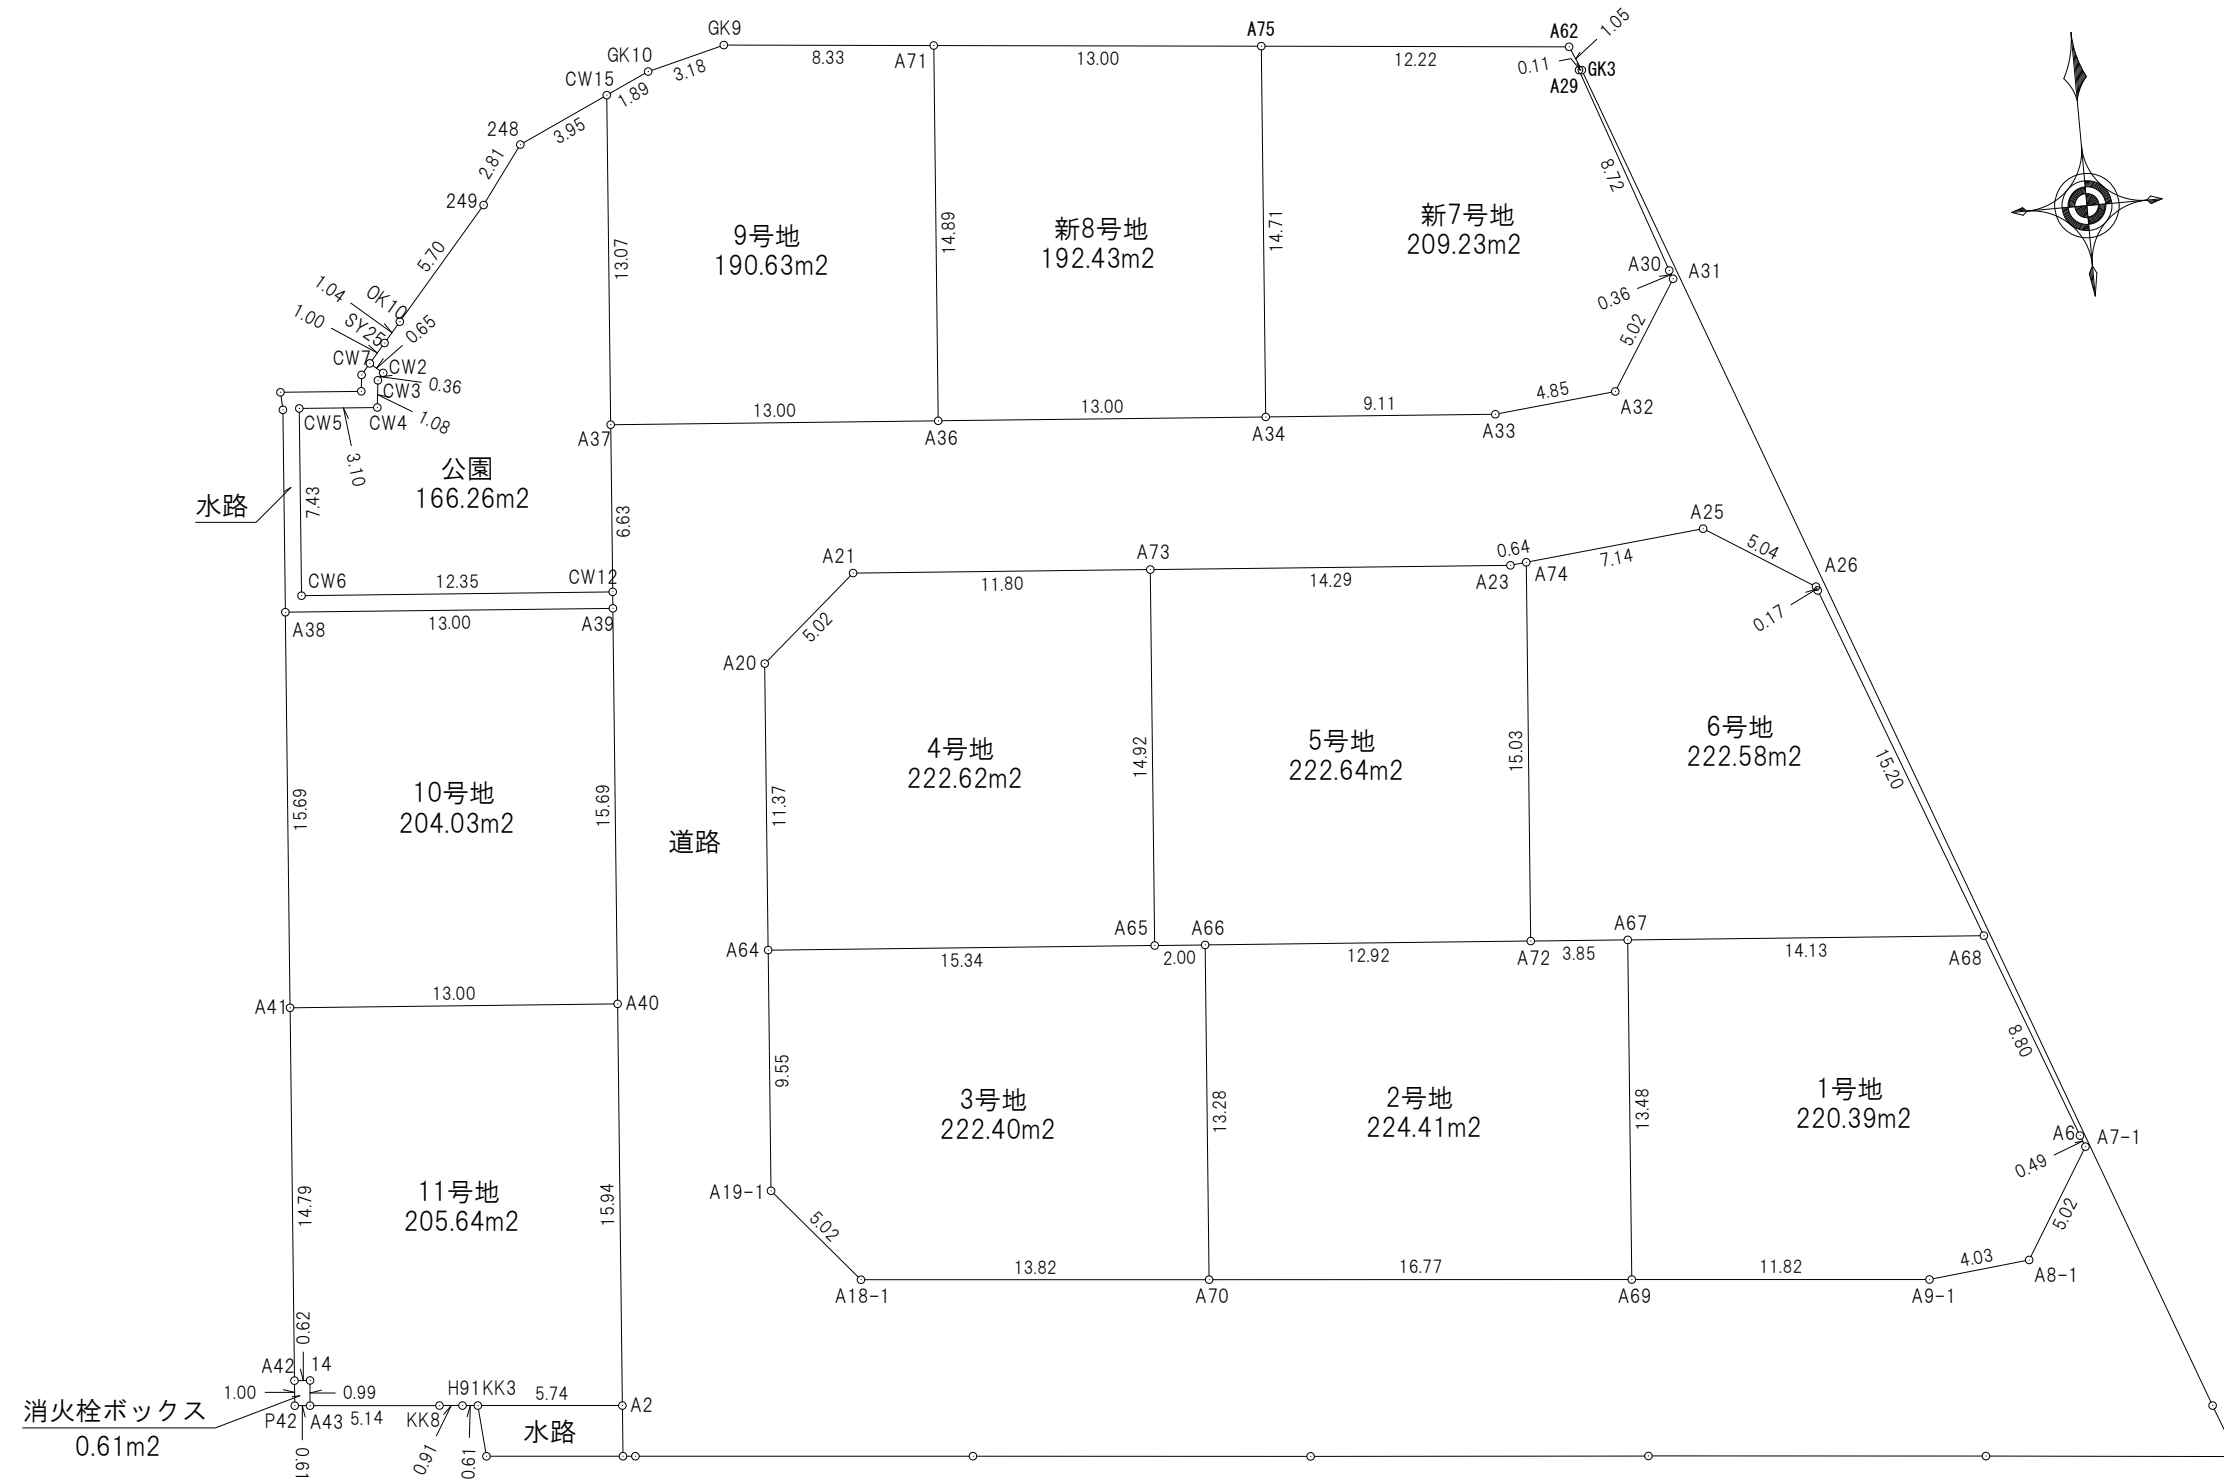 GK9
GK10
CW15
248
249
OK10
SY25
CW7
CW2
CW3
CW4
CW5
CW6
CW12
A71
A75
A62
GK3
A29
A30
A31
A32
A33
A34
A36
A37
8.33
13.00
12.22
1.05
0.11
3.18
1.89
3.95
2.81
5.70
1.04
1.00
0.65
0.36
1.08
3.10
7.43
13.07
14.89
14.71
8.72
0.36
5.02
4.85
9.11
13.00
13.00
9号地
190.63m2
新8号地
192.43m2
新7号地
209.23m2
公園
166.26m2
水路
6.63
12.35
13.00
A38
A39
A21
A73
A23
A74
A25
A26
11.80
14.29
0.64
7.14
5.04
0.17
5.02
A20
11.37
14.92
15.03
15.20
4号地
222.62m2
5号地
222.64m2
6号地
222.58m2
10号地
204.03m2
15.69
15.69
道路
A64
A65
A66
A72
A67
A68
15.34
2.00
12.92
3.85
14.13
A41
13.00
A40
9.55
13.28
13.48
8.80
3号地
222.40m2
2号地
224.41m2
1号地
220.39m2
A6
A7-1
0.49
5.02
A19-1
5.02
11号地
205.64m2
14.79
15.94
13.82
16.77
11.82
4.03
A18-1
A70
A69
A9-1
A8-1
0.62
A42
14
1.00
0.99
H91
KK3
5.74
A2
P42
A43
5.14
KK8
消火栓ボックス
0.61m2
0.61
0.91
0.61
水路